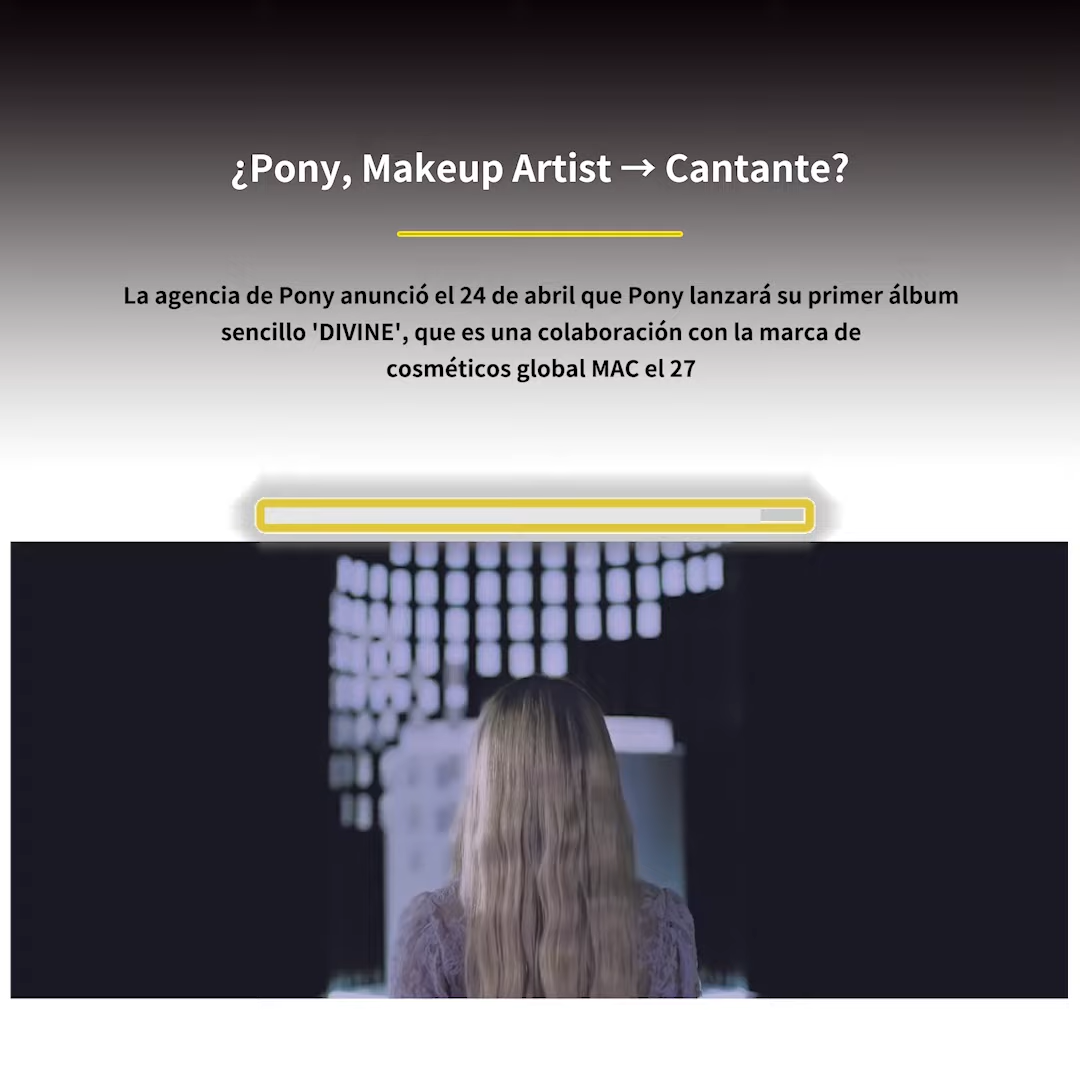 ¿Pony, Makeup Artist → Cantante?
La agencia de Pony anunció el 24 de abril que Pony lanzará su primer álbum
sencillo 'DIVINE', que es una colaboración con la marca de
cosméticos global MAC el 27